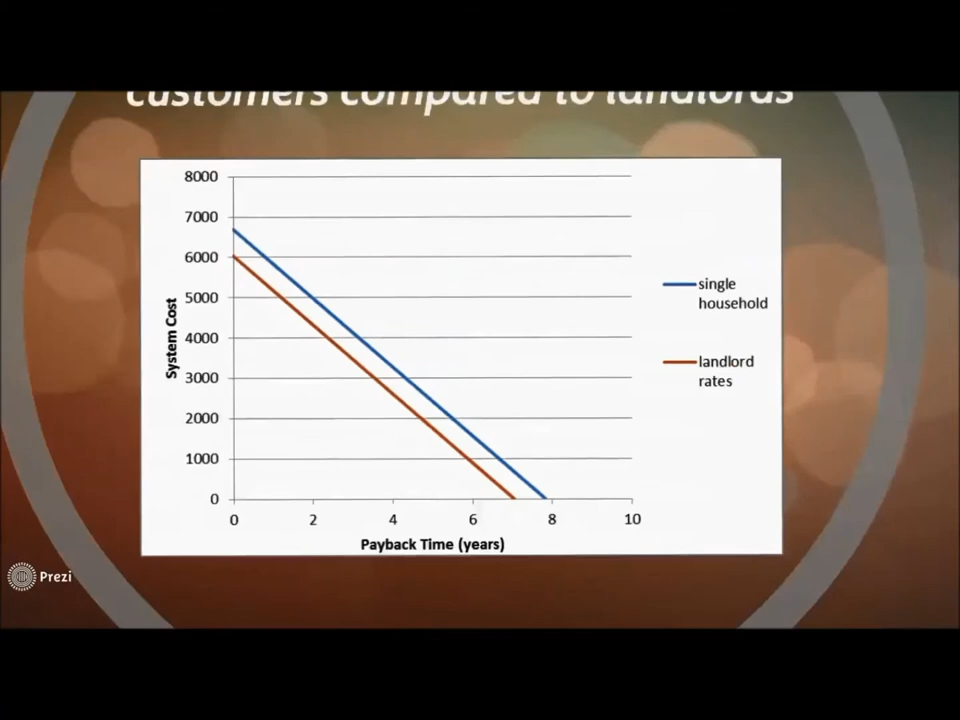 customers compared to landlords
8000
7000
6000
5000
4000
3000
2000
1000
0
System Cost
0 2 4 6 8 10
Payback Time (years)
single
household
landlord
rates
Prezi